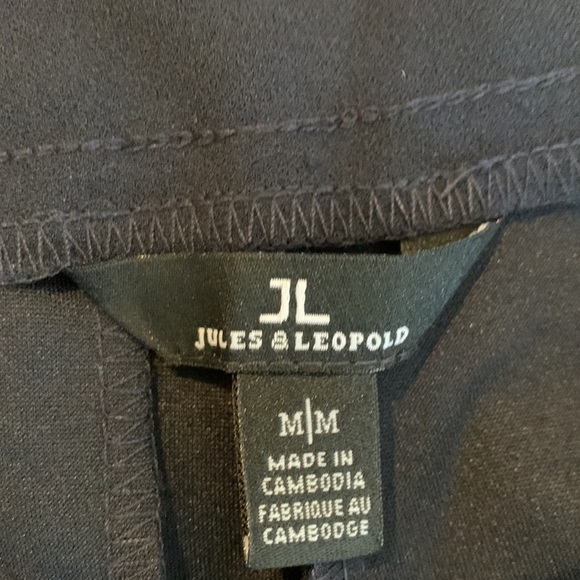 JL
JULES & LEOPOLD
M|M
MADE IN
CAMBODIA
FABRIQUE AU
CAMBODGE